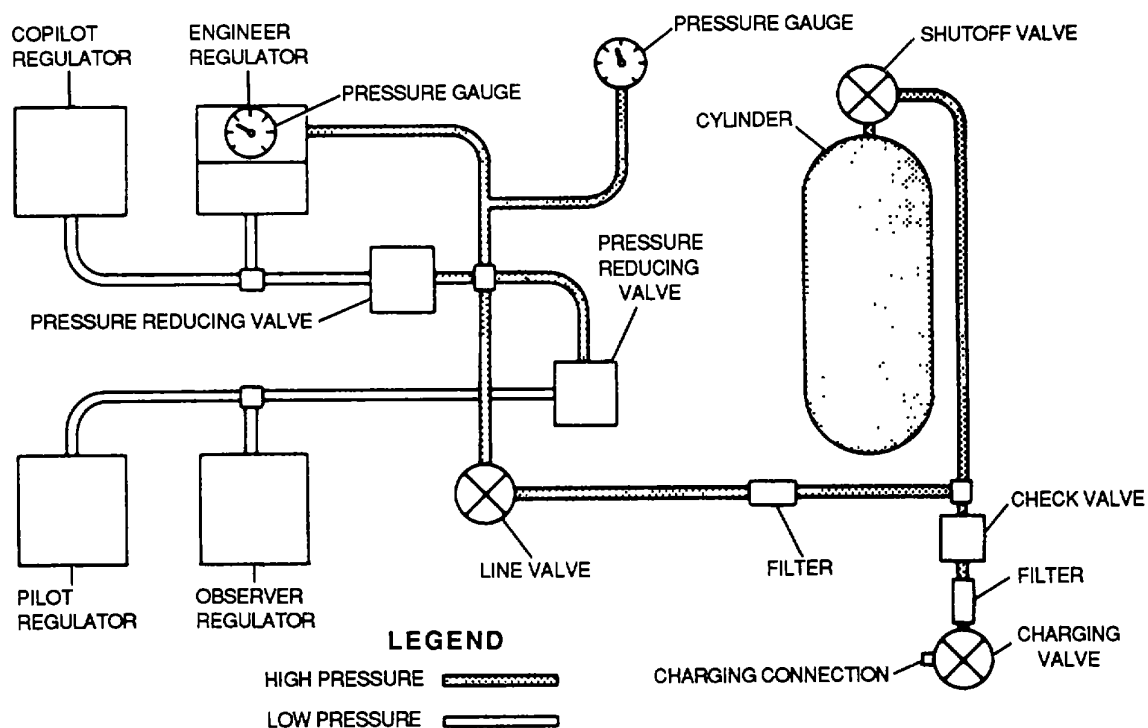 COPILOT
REGULATOR
ENGINEER
REGULATOR
PRESSURE GAUGE
PRESSURE GAUGE
SHUTOFF VALVE
CYLINDER
PRESSURE
REDUCING
VALVE
PRESSURE REDUCING VALVE
PILOT
REGULATOR
OBSERVER
REGULATOR
LINE VALVE
FILTER
CHECK VALVE
FILTER
CHARGING
VALVE
CHARGING CONNECTION
LEGEND
HIGH PRESSURE
LOW PRESSURE